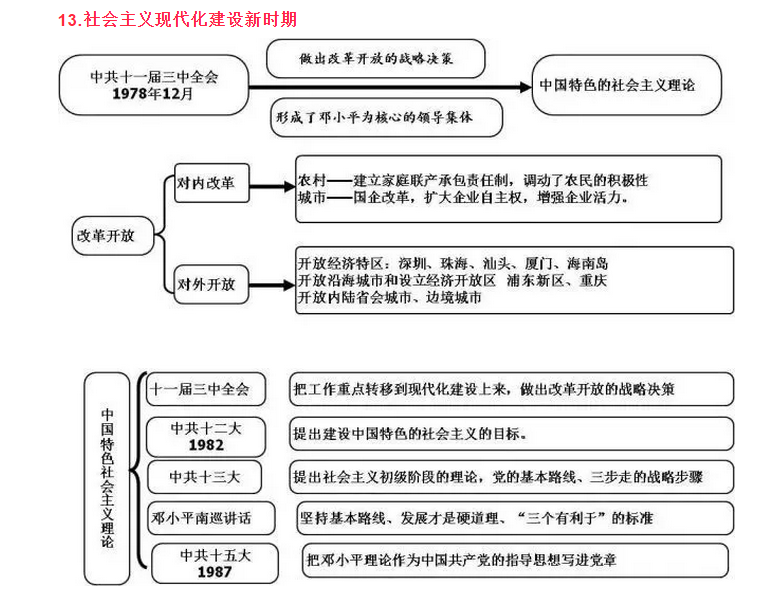 13.社会主义现代化建设新时期
做出改革开放的战略决策
中共十一届三中全会
1978年12月
中国特色的社会主义理论
形成了邓小平为核心的领导集体
对内改革
农村——建立家庭联产承包责任制，调动了农民的积极性
城市——国企改革，扩大企业自主权，增强企业活力。
改革开放
对外开放
开放经济特区：深圳、珠海、汕头、厦门、海南岛
开放沿海城市和设立经济开放区 浦东新区、重庆
开放内陆省会城市、边境城市
中国特色社会主义理论
十一届三中全会
把工作重点转移到现代化建设上来，做出改革开放的战略决策
中共十二大
1982
提出建设中国特色的社会主义的目标。
中共十三大
提出社会主义初级阶段的理论，党的基本路线、三步走的战略步骤
邓小平南巡讲话
坚持基本路线、发展才是硬道理、“三个有利于”的标准
中共十五大
1987
把邓小平理论作为中国共产党的指导思想写进党章